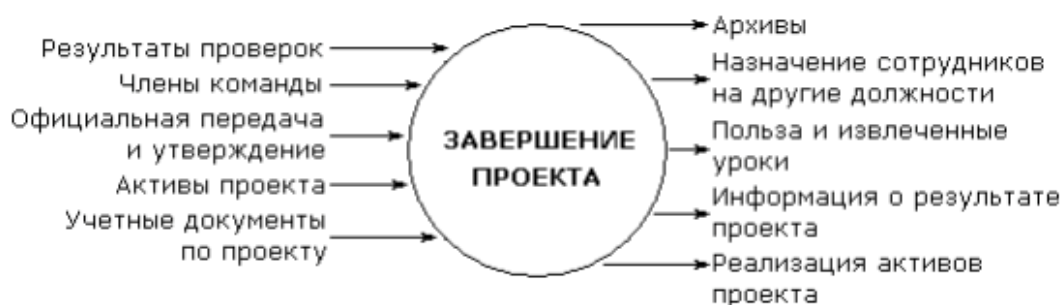 Результаты проверок
Члены команды
Официальная передача
и утверждение
Активы проекта
Учетные документы
по проекту
ЗАВЕРШЕНИЕ
ПРОЕКТА
Архивы
Назначение сотрудников
на другие должности
Польза и извлеченные
уроки
Информация о результате
проекта
Реализация активов
проекта